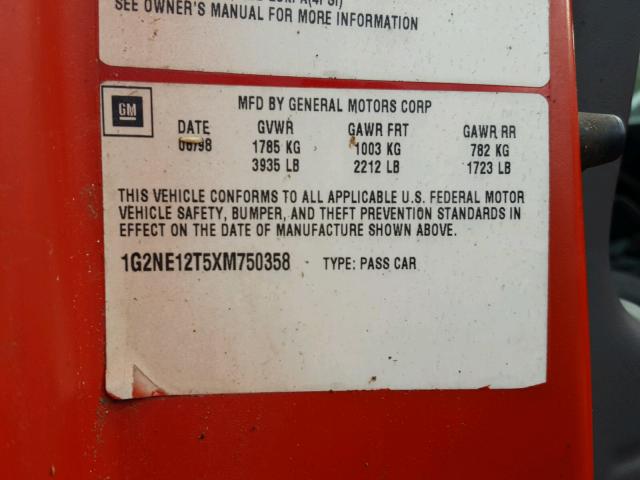 SEE OWNER'S MANUAL FOR MORE INFORMATION
GM
MFD BY GENERAL MOTORS CORP
DATE GVWR GAWR FRT GAWR RR
1785 KG 1003 KG 782 KG
3935 LB 2212 LB 1723 LB
THIS VEHICLE CONFORMS TO ALL APPLICABLE U.S. FEDERAL MOTOR
VEHICLE SAFETY, BUMPER, AND THEFT PREVENTION STANDARDS IN
EFFECT ON THE DATE OF MANUFACTURE SHOWN ABOVE.
1G2NE12T5XM750358 TYPE: PASS CAR